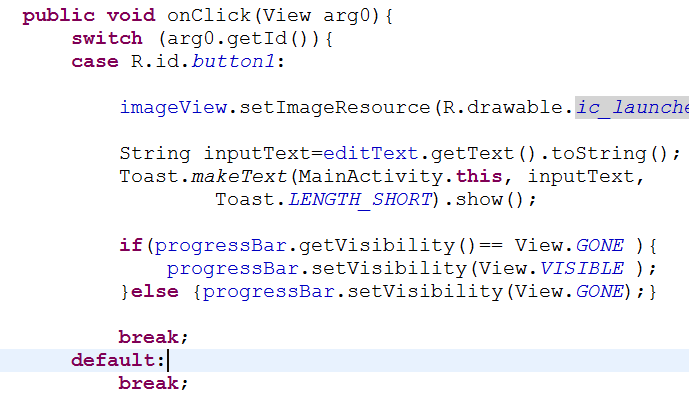 public void onClick(View arg0){
switch (arg0.getId()){
case R.id.button1:
imageView.setImageResource(R.drawable.ic_launche
String inputText=editText.getText().toString();
Toast.makeText(MainActivity.this, inputText,
Toast.LENGTH_SHORT).show();
if(progressBar.getVisibility()== View.GONE ){
progressBar.setVisibility(View.VISIBLE );
}else {progressBar.setVisibility(View.GONE);}
break;
default:
break;